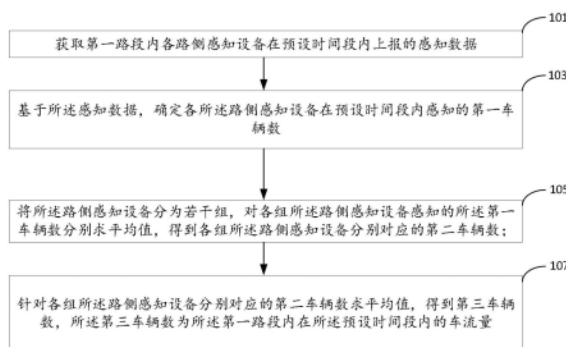 101
获取第一路段内各路侧感知设备在预设时间段内上报的感知数据
103
基于所述感知数据，确定各所述路侧感知设备在预设时间段内感知的第一车
辆数
105
将所述路侧感知设备分为若干组，对各组所述路侧感知设备感知的所述第一
车辆数分别求平均值，得到各组所述路侧感知设备分别对应的第二车辆数；
107
针对各组所述路侧感知设备分别对应的第二车辆数求平均值，得到第三车辆
数，所述第三车辆数为所述第一路段内在所述预设时间段内的车流量